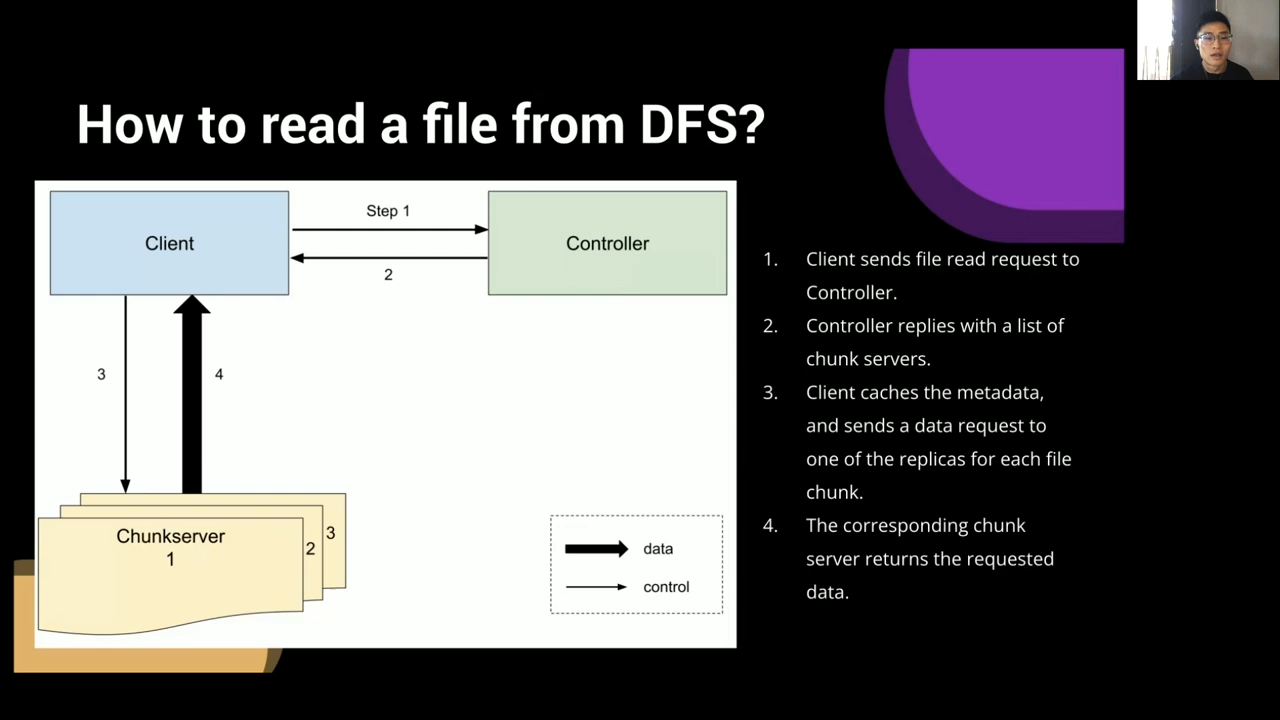 How to read a file from DFS?
Client
Step 1
2
Controller
3
4
Chunkserver
1
2
3
data
control
1. Client sends file read request to
Controller.
2. Controller replies with a list of
chunk servers.
3. Client caches the metadata,
and sends a data request to
one of the replicas for each file
chunk.
4. The corresponding chunk
server returns the requested
data.